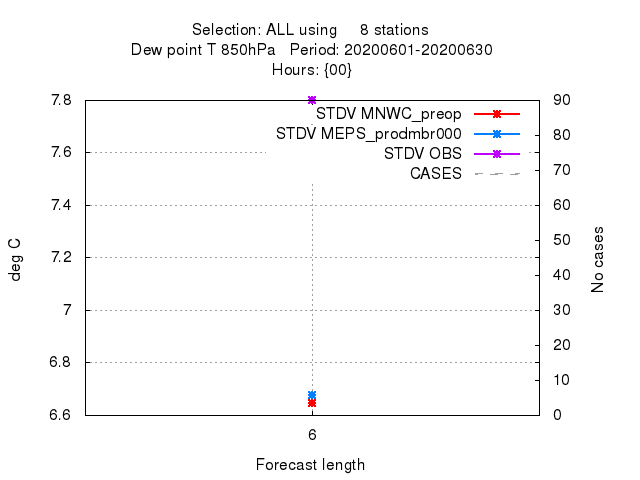 Selection: ALL using 8 stations
Dew point T 850hPa Period: 20200601-20200630
Hours: {00}
7.8
7.6
7.4
7.2
7
6.8
6.6
deg C
STDV MNWC_preop
STDV MEPS_prodmbr000
STDV OBS
CASES
90
80
70
60
50
40
30
20
10
0
No cases
6
Forecast length